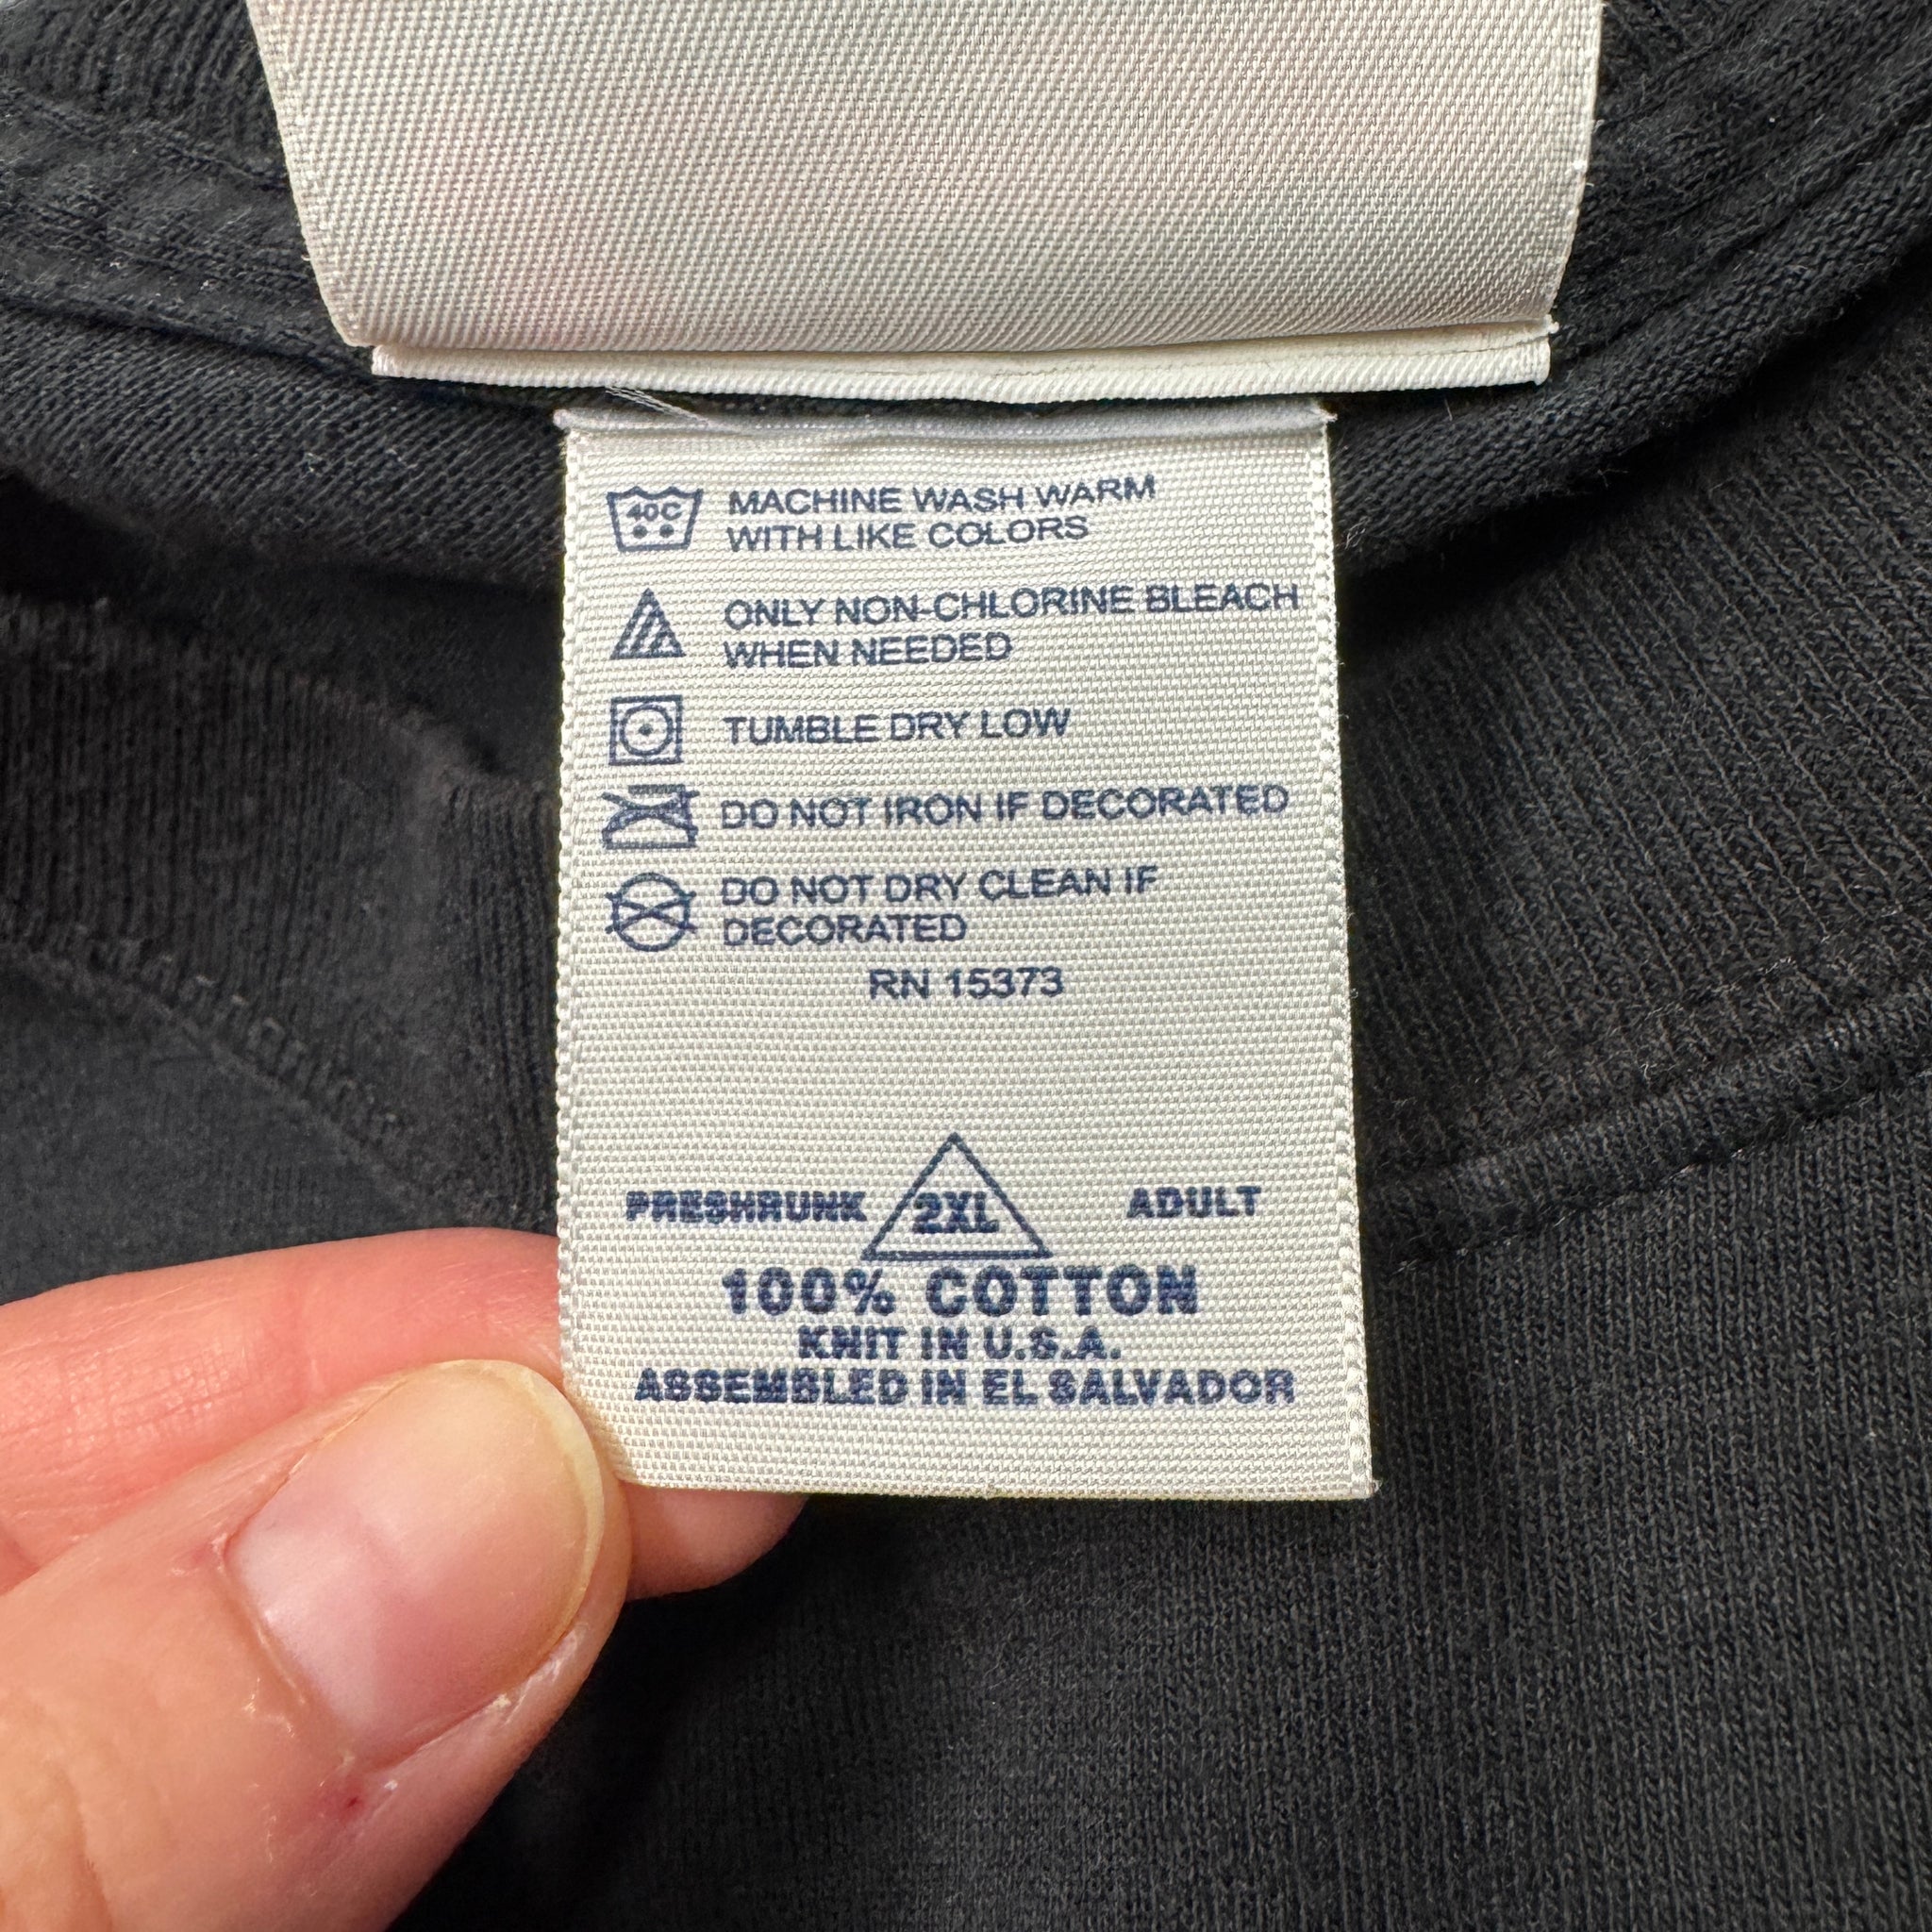 40C
MACHINE WASH WARM
WITH LIKE COLORS
ONLY NON-CHLORINE BLEACH
WHEN NEEDED
TUMBLE DRY LOW
DO NOT IRON IF DECORATED
DO NOT DRY CLEAN IF
DECORATED
RN 15373
PRESHRUNK 2XL ADULT
100% COTTON
KNIT IN U.S.A.
ASSEMBLED IN EL SALVADOR